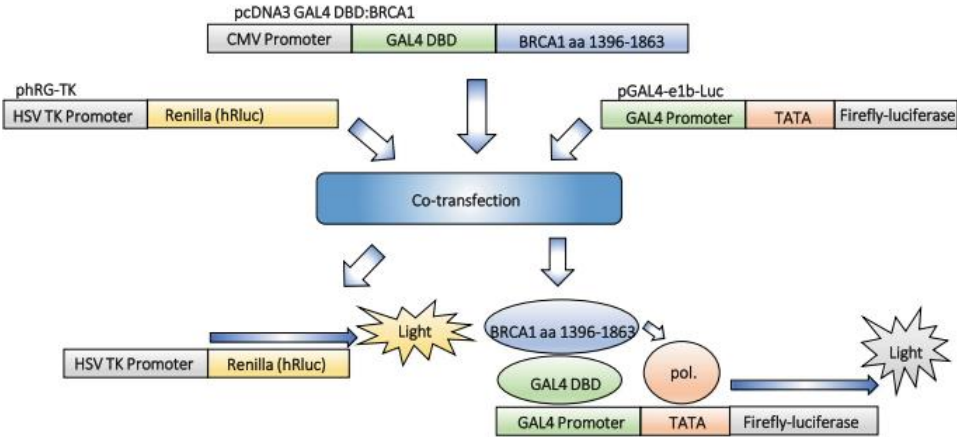 pcDNA3 GAL4 DBD:BRCA1
CMV Promoter GAL4 DBD BRCA1 aa 1396-1863
phRG-TK
HSV TK Promoter Renilla (hRluc)
pGAL4-e1b-Luc
GAL4 Promoter TATA Firefly-luciferase
Co-transfection
Light
HSV TK Promoter Renilla (hRluc)
BRCA1 aa 1396-1863
GAL4 DBD
pol.
Light
GAL4 Promoter TATA Firefly-luciferase